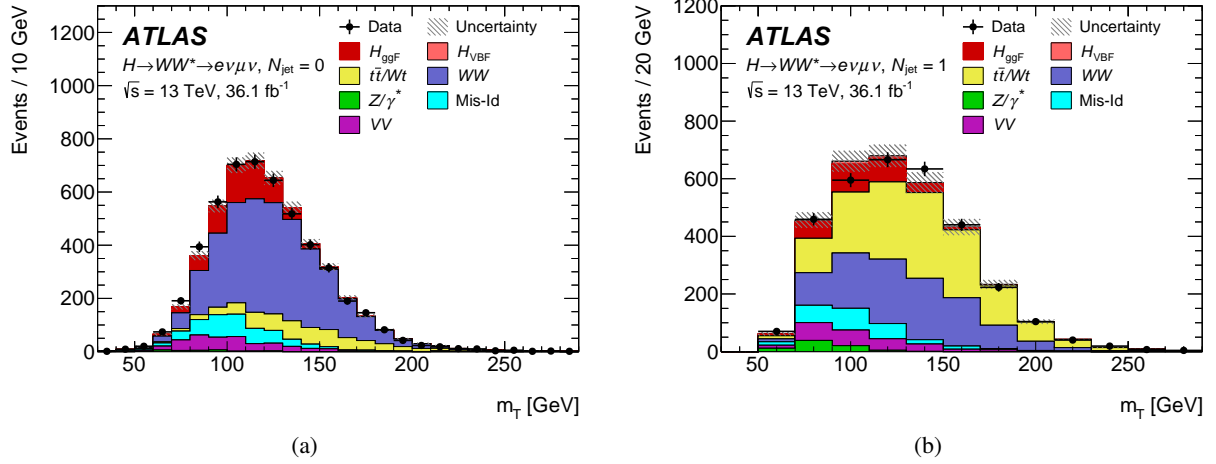 Events / 10 GeV
1200
1000
800
600
400
200
0
ATLAS
H→WW*→eνμν, N_jet = 0
√s = 13 TeV, 36.1 fb⁻¹
Data
Uncertainty
H_ggF
H_VBF
tt̄/Wt
WW
Z/γ*
Mis-Id
VV
50 100 150 200 250
m_T [GeV]
(a)
Events / 20 GeV
1200
1000
800
600
400
200
0
ATLAS
H→WW*→eνμν, N_jet = 1
√s = 13 TeV, 36.1 fb⁻¹
Data
Uncertainty
H_ggF
H_VBF
tt̄/Wt
WW
Z/γ*
Mis-Id
VV
50 100 150 200 250
m_T [GeV]
(b)